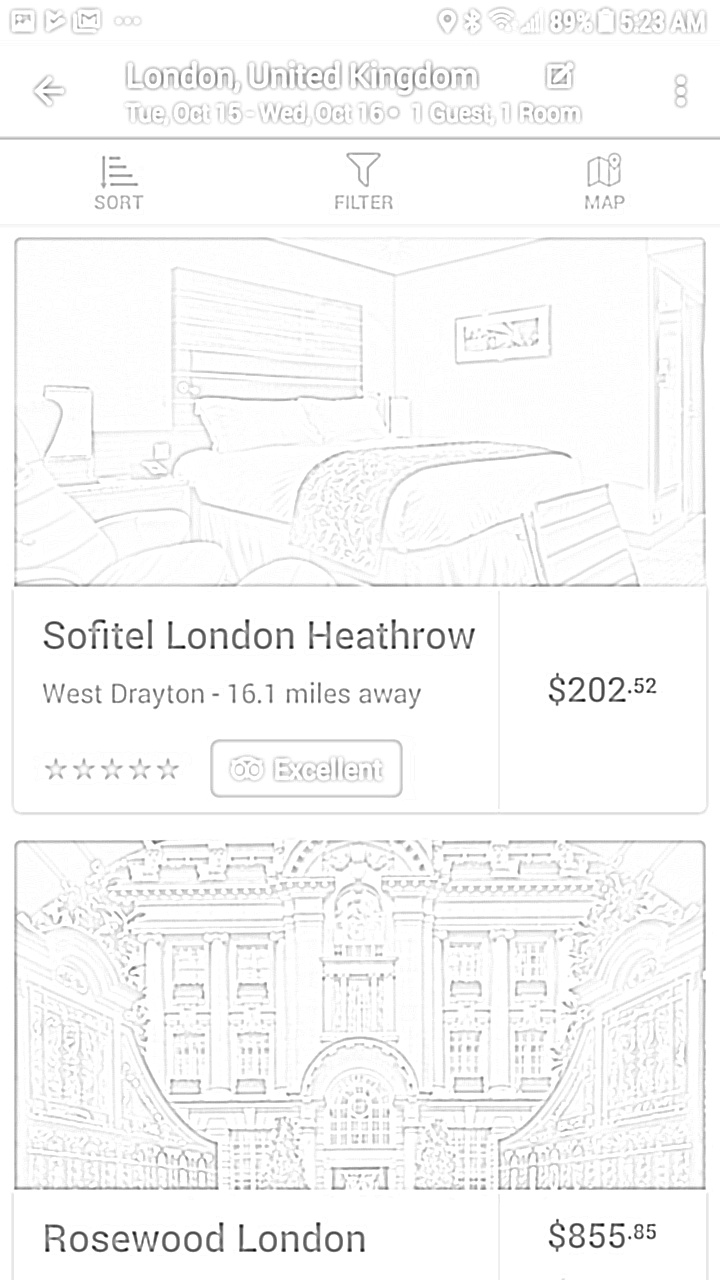 89% 5:23 AM
London, United Kingdom
Tue, Oct 15 - Wed, Oct 16 • 1 Guest, 1 Room
SORT FILTER MAP
Sofitel London Heathrow
West Drayton - 16.1 miles away
$202.52
Excellent
Rosewood London
$855.85